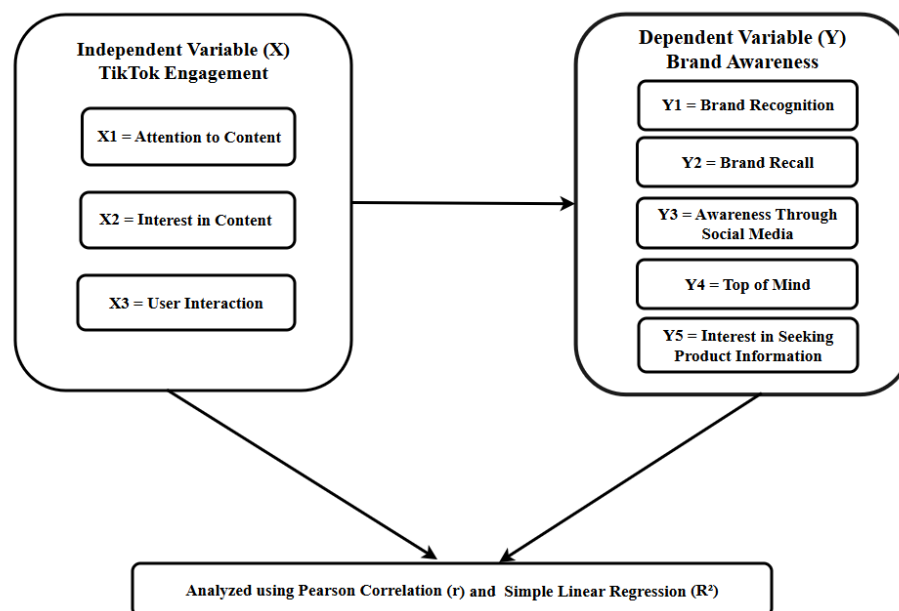 Independent Variable (X)
TikTok Engagement
X1 = Attention to Content
X2 = Interest in Content
X3 = User Interaction
Dependent Variable (Y)
Brand Awareness
Y1 = Brand Recognition
Y2 = Brand Recall
Y3 = Awareness Through
Social Media
Y4 = Top of Mind
Y5 = Interest in Seeking
Product Information
Analyzed using Pearson Correlation (r) and Simple Linear Regression (R²)